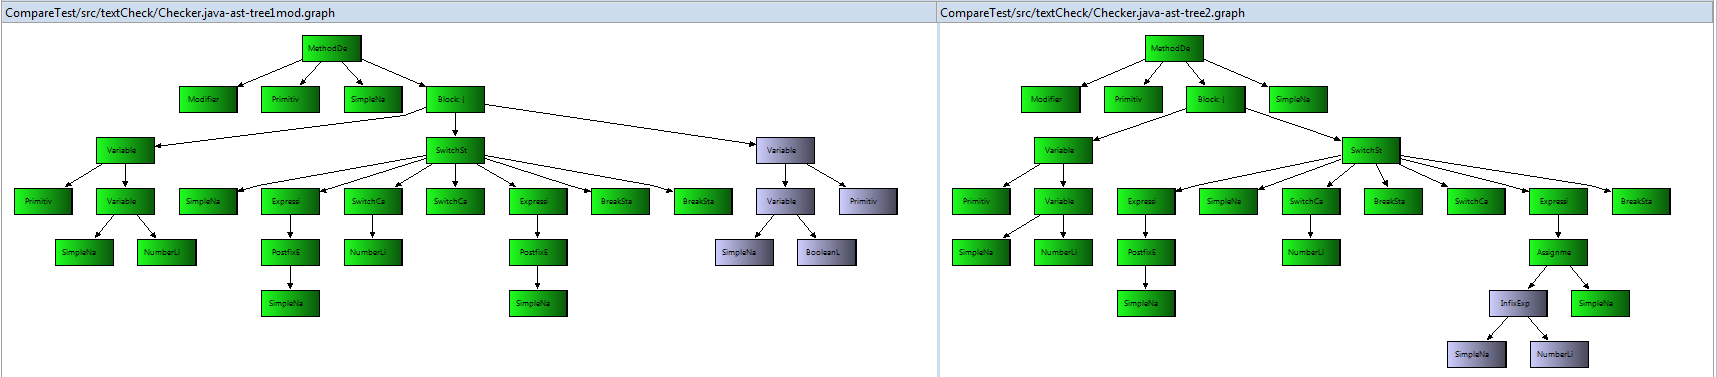 CompareTest/src/textCheck/Checker.java-ast-tree1mod.graph
MethodDe
Modifier Primitiv SimpleNa Block: {
Variable SwitchSt Variable
Primitiv Variable SimpleNa Expressi SwitchCa SwitchCa Expressi BreakSta BreakSta Variable Primitiv
SimpleNa NumberLi PostfixE NumberLi PostfixE SimpleNa BooleanL
SimpleNa SimpleNa
CompareTest/src/textCheck/Checker.java-ast-tree2.graph
MethodDe
Modifier Primitiv Block: { SimpleNa
Variable SwitchSt
Primitiv Variable Expressi SimpleNa SwitchCa BreakSta SwitchCa Expressi BreakSta
SimpleNa NumberLi PostfixE NumberLi Assignme
SimpleNa InfixExp SimpleNa
SimpleNa NumberLi